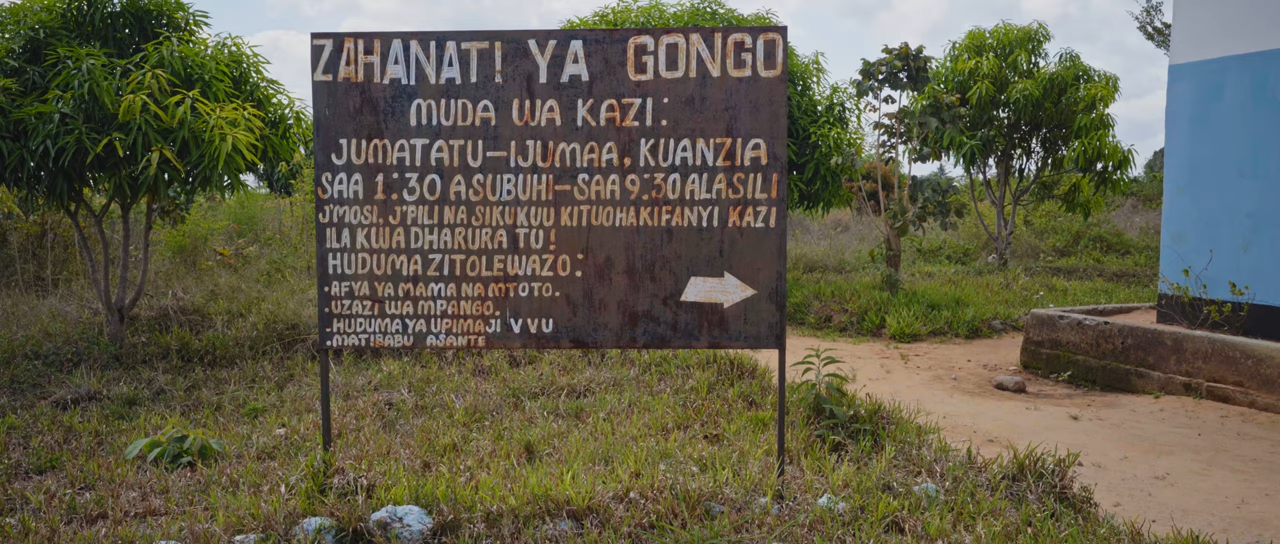 ZAHANATI YA GONGO
MUDA WA KAZI:
JUMATATU-IJUMAA, KUANZIA
SAA 1:30 ASUBUHI-SAA 9:30 ALASILI
J'MOSI, J'PILI NA SIKUKUU KITUO HAKIFANYI KAZI
ILA KWA DHARURA TU!
HUDUMA ZITOLEWAZO:
·AFYA YA MAMA NA MTOTO.
·UZAZI WA MPANGO.
·HUDUMA YA UPIMAJI VVU
·MATIBABU ASANTE